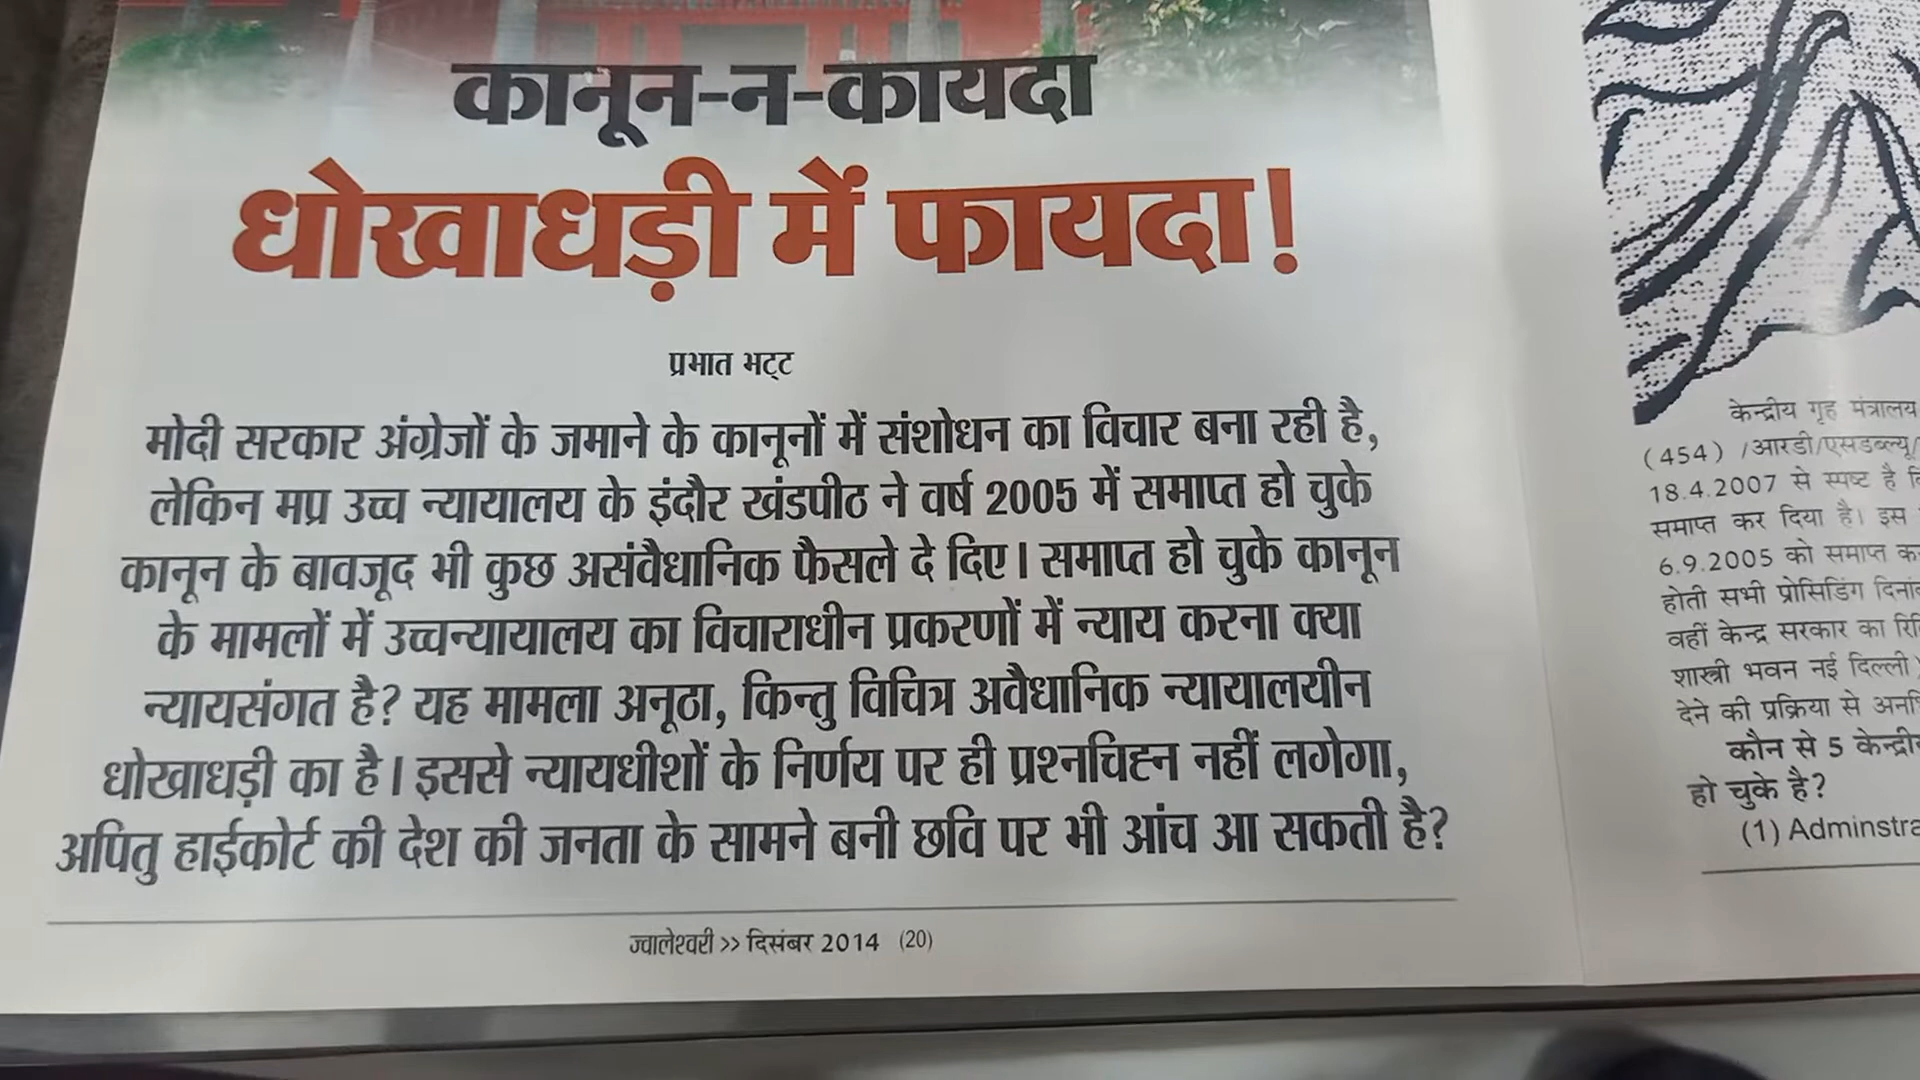 कानून-न-कायदा
धोखाधड़ी में फायदा!
प्रभात भट्ट
मोदी सरकार अंग्रेजों के जमाने के कानूनों में संशोधन का विचार बना रही है,
लेकिन मप्र उच्च न्यायालय के इंदौर खंडपीठ ने वर्ष 2005 में समाप्त हो चुके
कानून के बावजूद भी कुछ असंवैधानिक फैसले दे दिए। समाप्त हो चुके कानून
के मामलों में उच्चन्यायालय का विचाराधीन प्रकरणों में न्याय करना क्या
न्यायसंगत है? यह मामला अनूठा, किन्तु विचित्र अवैधानिक न्यायालयीन
धोखाधड़ी का है। इससे न्यायधीशों के निर्णय पर ही प्रश्नचिह्न नहीं लगेगा,
अपितु हाईकोर्ट की देश की जनता के सामने बनी छवि पर भी आंच आ सकती है?
ज्वालेश्वरी >> दिसंबर 2014 (20)
केन्द्रीय गृह मंत्रालय
(454) /आरडी/एसडब्ल्यू/
18.4.2007 से स्पष्ट है
समाप्त कर दिया है। इस
6.9.2005 को समाप्त
होती सभी प्रोसिडिंग
वहीं केन्द्र सरकार का
शास्त्री भवन नई दिल्ली)
देने की प्रक्रिया से
कौन से 5
हो चुके है?
(1) Adminstra